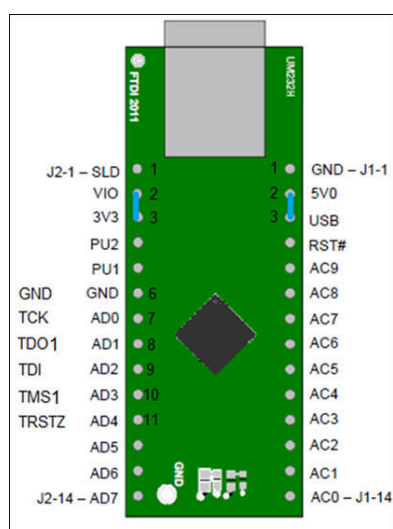 FTDI 2011
UM232H
J2-1 – SLD 1
VIO 2
3V3 3
PU2
PU1
GND GND 6
TCK AD0 7
TDO1 AD1 8
TDI AD2 9
TMS1 AD3 10
TRSTZ AD4 11
AD5
AD6
J2-14 – AD7
GND
1 GND – J1-1
2 5V0
3 USB
RST#
AC9
AC8
AC7
AC6
AC5
AC4
AC3
AC2
AC1
AC0 – J1-14